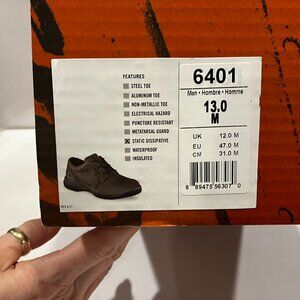 FEATURES
STEEL TOE
ALUMINUM TOE
NON-METALLIC TOE
ELECTRICAL HAZARD
PUNCTURE RESISTANT
METATARSAL GUARD
STATIC DISSIPATIVE
WATERPROOF
INSULATED
6401
Men • Hombre • Homme
13.0
M
UK 12.0 M
EU 47.0 M
CM 31.0 M
8 89475 56307 0